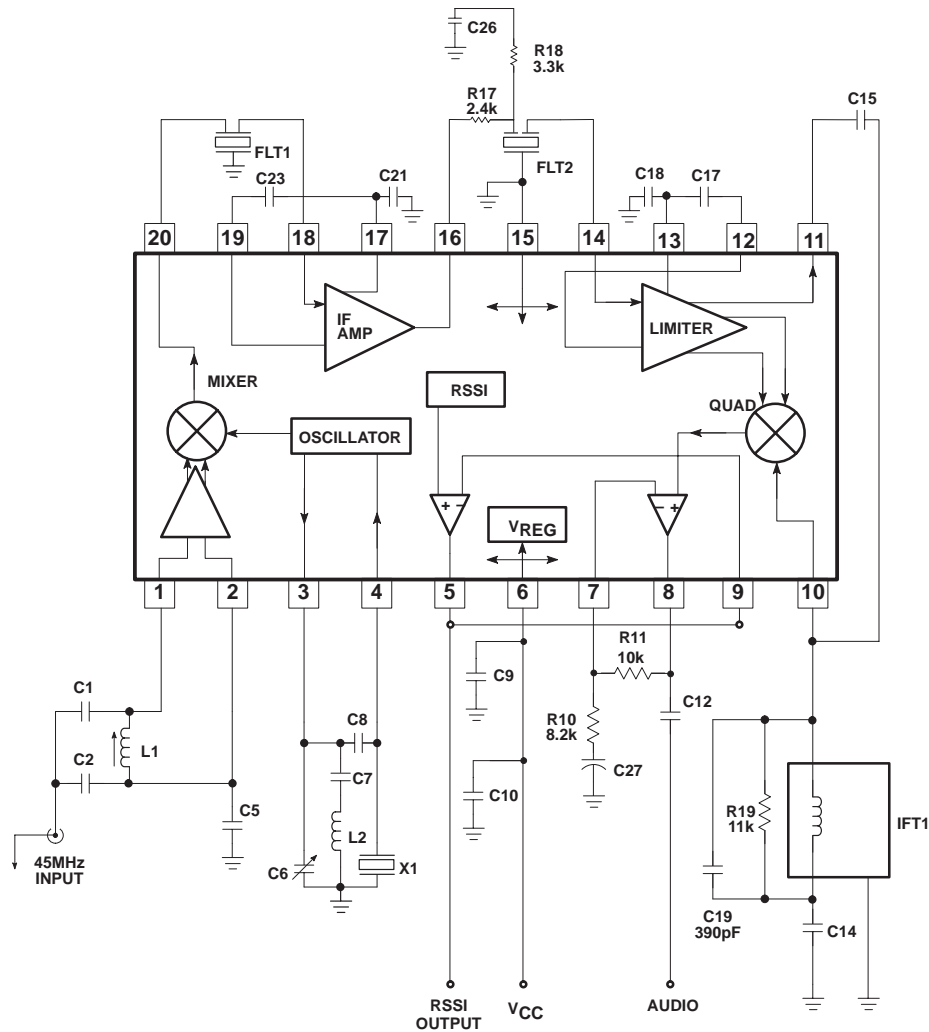 C26
R18
3.3k
R17
2.4k
C15
FLT1
FLT2
C23
C21
C18
C17
20
19
18
17
16
15
14
13
12
11
IF
AMP
LIMITER
MIXER
RSSI
QUAD
OSCILLATOR
+ −
− +
VREG
1
2
3
4
5
6
7
8
9
10
R11
10k
C1
C9
C12
C8
R10
8.2k
L1
C2
C7
C27
C10
C5
L2
R19
11k
IFT1
45MHz
INPUT
C6
X1
C19
390pF
C14
RSSI
OUTPUT
VCC
AUDIO